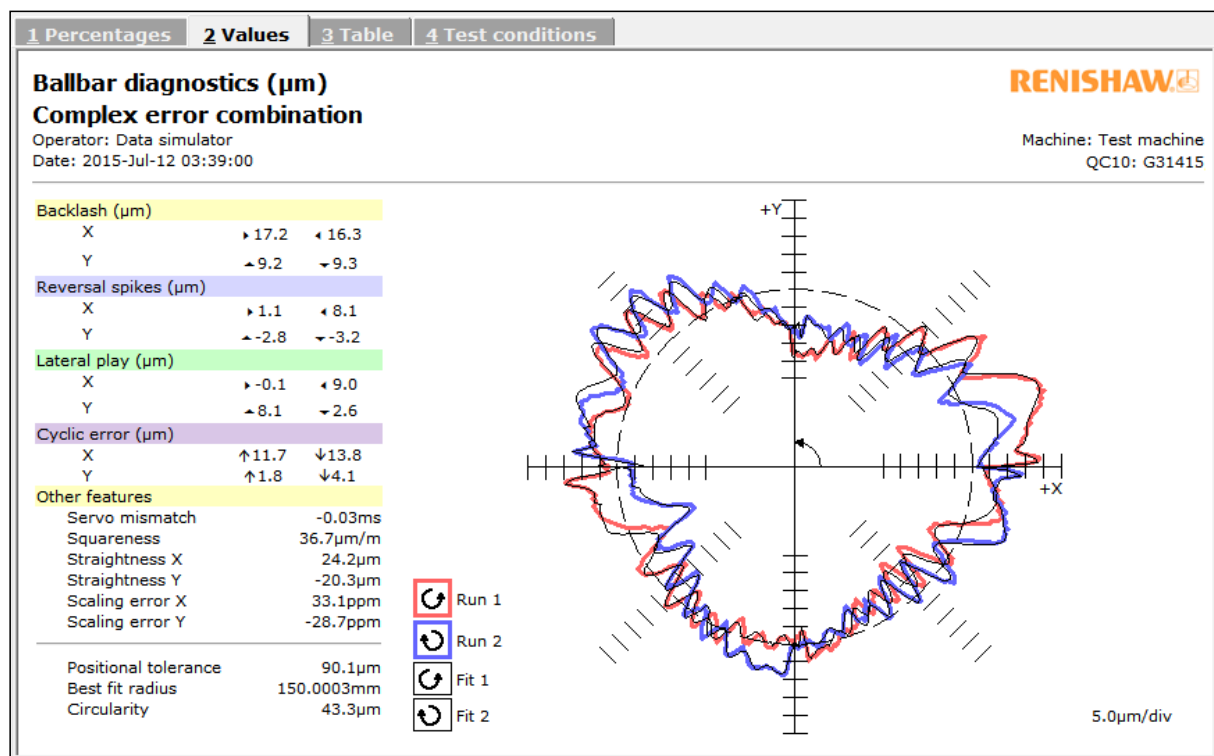 1 Percentages 2 Values 3 Table 4 Test conditions
Ballbar diagnostics (µm)
RENISHAW
Complex error combination
Operator: Data simulator
Machine: Test machine
Date: 2015-Jul-12 03:39:00
QC10: G31415
Backlash (µm)
X 17.2 16.3
Y 9.2 9.3
Reversal spikes (µm)
X 1.1 8.1
Y -2.8 -3.2
Lateral play (µm)
X -0.1 9.0
Y 8.1 2.6
Cyclic error (µm)
X ↑11.7 ↓13.8
Y ↑1.8 ↓4.1
Other features
Servo mismatch -0.03ms
Squareness 36.7µm/m
Straightness X 24.2µm
Straightness Y -20.3µm
Scaling error X 33.1ppm
Scaling error Y -28.7ppm
Positional tolerance 90.1µm
Best fit radius 150.0003mm
Circularity 43.3µm
+Y
+X
Run 1
Run 2
Fit 1
Fit 2
5.0µm/div